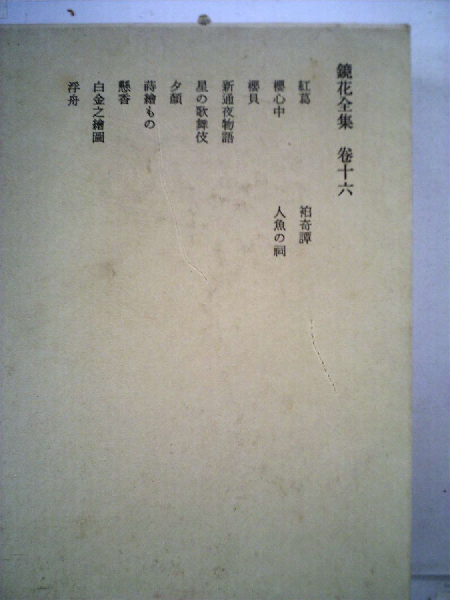 鏡花全集 卷十六
紅葛
櫻心中
櫻貝
新通夜物語
星の歌舞伎
夕顏
蒔繪もの
懸香
白金之繪圖
浮舟
袙奇譚
人魚の祠